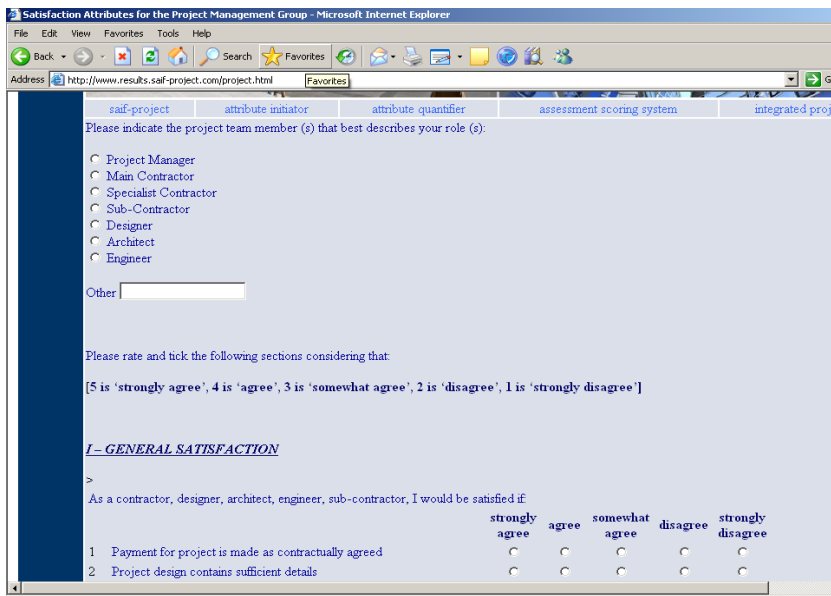 Satisfaction Attributes for the Project Management Group - Microsoft Internet Explorer
File Edit View Favorites Tools Help
Back Search Favorites
Address http://www.results.saif-project.com/project.html Favorites G
saif-project attribute initiator attribute quantifier assessment scoring system integrated proj
Please indicate the project team member (s) that best describes your role (s):
Project Manager
Main Contractor
Specialist Contractor
Sub-Contractor
Designer
Architect
Engineer
Other
Please rate and tick the following sections considering that:
[5 is ‘strongly agree’, 4 is ‘agree’, 3 is ‘somewhat agree’, 2 is ‘disagree’, 1 is ‘strongly disagree’]
I – GENERAL SATISFACTION
>
As a contractor, designer, architect, engineer, sub-contractor, I would be satisfied if:
strongly agree agree somewhat agree disagree strongly disagree
1 Payment for project is made as contractually agreed
2 Project design contains sufficient details